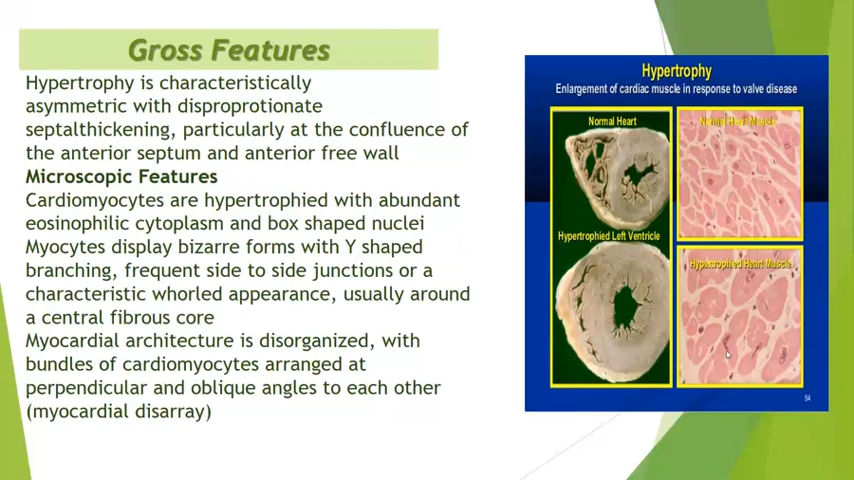 Gross Features
Hypertrophy is characteristically
asymmetric with disproprotionate
septalthickening, particularly at the confluence of
the anterior septum and anterior free wall
Microscopic Features
Cardiomyocytes are hypertrophied with abundant
eosinophilic cytoplasm and box shaped nuclei
Myocytes display bizarre forms with Y shaped
branching, frequent side to side junctions or a
characteristic whorled appearance, usually around
a central fibrous core
Myocardial architecture is disorganized, with
bundles of cardiomyocytes arranged at
perpendicular and oblique angles to each other
(myocardial disarray)
Hypertrophy
Enlargement of cardiac muscle in response to valve disease
Normal Heart
Normal Heart Muscle
Hypertrophied Left Ventricle
Hypertrophied Heart Muscle
54